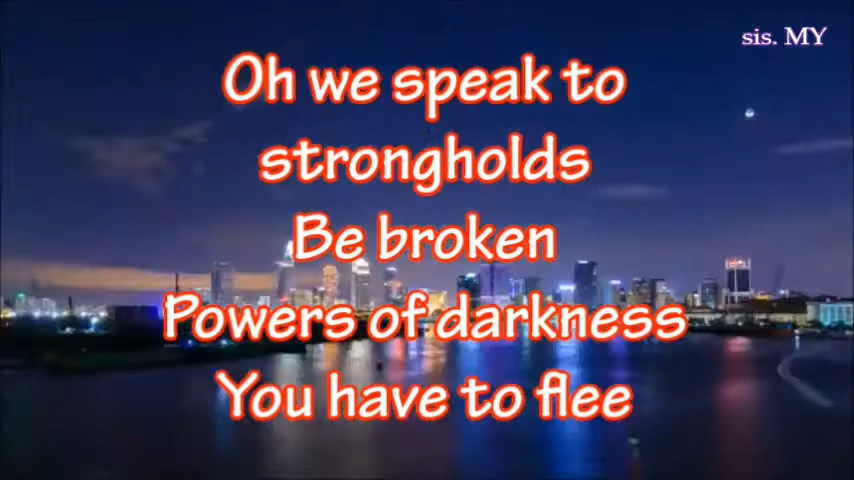 sis. MY
Oh we speak to
strongholds
Be broken
Powers of darkness
You have to flee